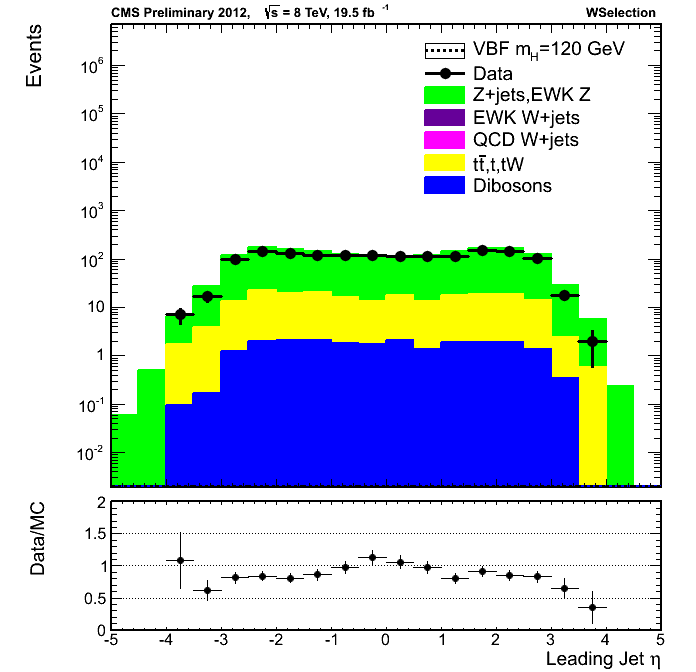 CMS Preliminary 2012, √s = 8 TeV, 19.5 fb⁻¹ WSelection
Events
VBF m_H=120 GeV
Data
Z+jets,EWK Z
EWK W+jets
QCD W+jets
tt̄,t,tW
Dibosons
10⁶
10⁵
10⁴
10³
10²
10
1
10⁻¹
10⁻²
Data/MC
2
1.5
1
0.5
0
-5 -4 -3 -2 -1 0 1 2 3 4 5
Leading Jet η